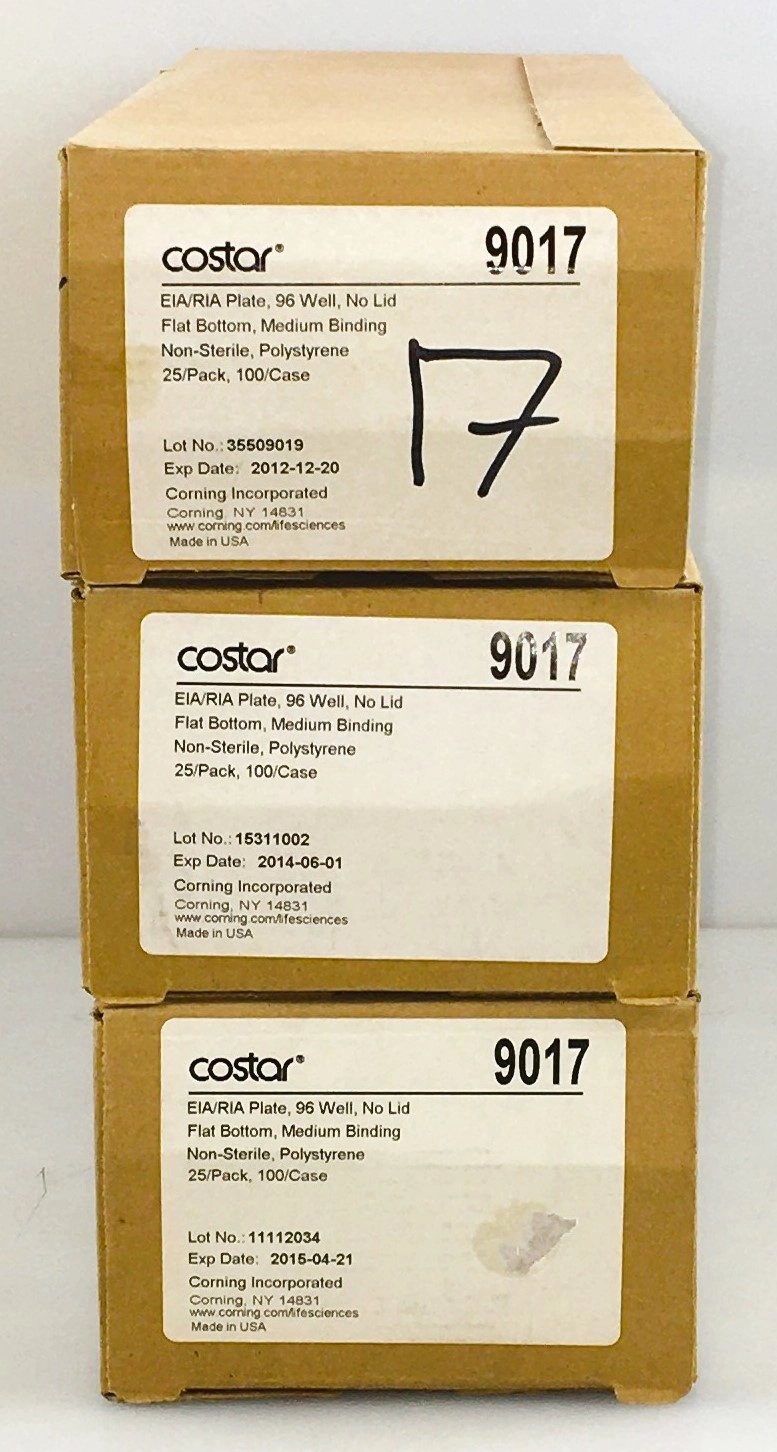 costar® 9017
EIA/RIA Plate, 96 Well, No Lid
Flat Bottom, Medium Binding
Non-Sterile, Polystyrene
25/Pack, 100/Case
17
Lot No.: 35509019
Exp Date: 2012-12-20
Corning Incorporated
Corning, NY 14831
www.corning.com/lifesciences
Made in USA
costar® 9017
EIA/RIA Plate, 96 Well, No Lid
Flat Bottom, Medium Binding
Non-Sterile, Polystyrene
25/Pack, 100/Case
Lot No.: 15311002
Exp Date: 2014-06-01
Corning Incorporated
Corning, NY 14831
www.corning.com/lifesciences
Made in USA
costar® 9017
EIA/RIA Plate, 96 Well, No Lid
Flat Bottom, Medium Binding
Non-Sterile, Polystyrene
25/Pack, 100/Case
Lot No.: 11112034
Exp Date: 2015-04-21
Corning Incorporated
Corning, NY 14831
www.corning.com/lifesciences
Made in USA